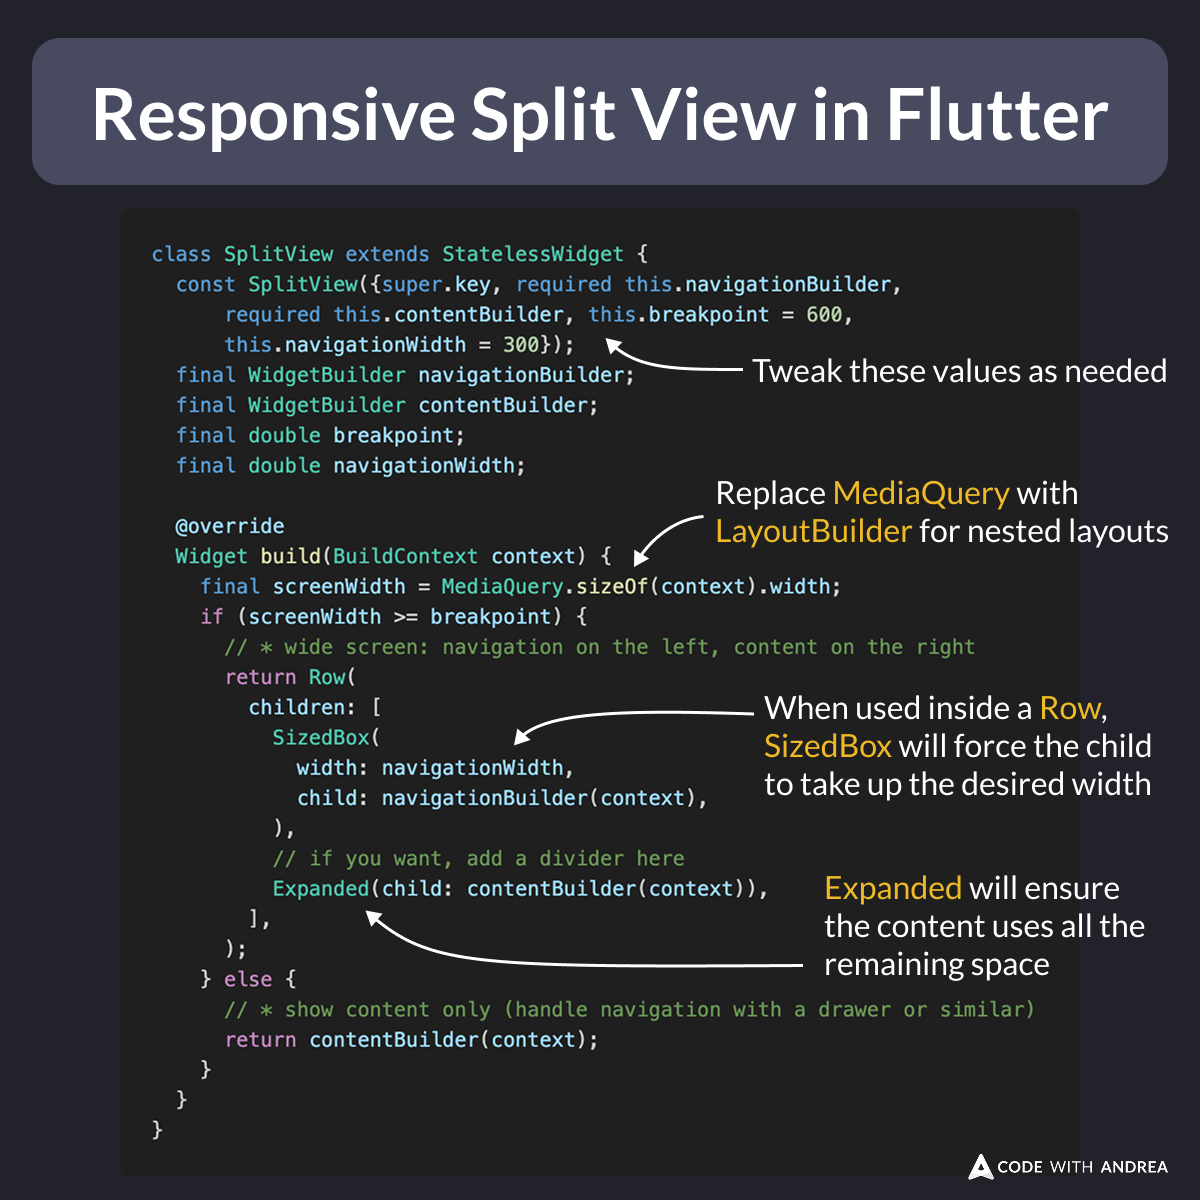 Responsive Split View in Flutter
class SplitView extends StatelessWidget {
const SplitView({super.key, required this.navigationBuilder,
required this.contentBuilder, this.breakpoint = 600,
this.navigationWidth = 300});
Tweak these values as needed
final WidgetBuilder navigationBuilder;
final WidgetBuilder contentBuilder;
final double breakpoint;
final double navigationWidth;
Replace MediaQuery with
LayoutBuilder for nested layouts
@override
Widget build(BuildContext context) {
final screenWidth = MediaQuery.sizeOf(context).width;
if (screenWidth >= breakpoint) {
// * wide screen: navigation on the left, content on the right
return Row(
children: [
SizedBox(
width: navigationWidth,
child: navigationBuilder(context),
),
When used inside a Row,
SizedBox will force the child
to take up the desired width
// if you want, add a divider here
Expanded(child: contentBuilder(context)),
],
);
Expanded will ensure
the content uses all the
remaining space
} else {
// * show content only (handle navigation with a drawer or similar)
return contentBuilder(context);
}
}
}
CODE WITH ANDREA